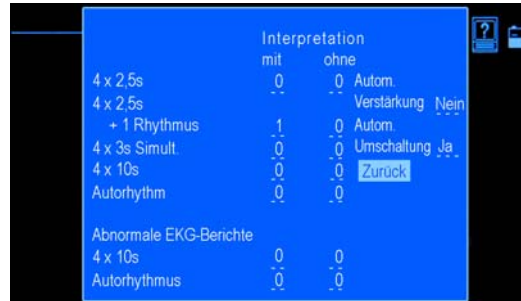 Interpretation
mit ohne
4 x 2,5s 0 0 Autom.
4 x 2,5s Verstärkung Nein
+ 1 Rhythmus 1 0 Autom.
4 x 3s Simult. 0 0 Umschaltung Ja
4 x 10s 0 0 Zurück
Autorhythm 0 0
Abnormale EKG-Berichte
4 x 10s 0 0
Autorhythmus 0 0
?